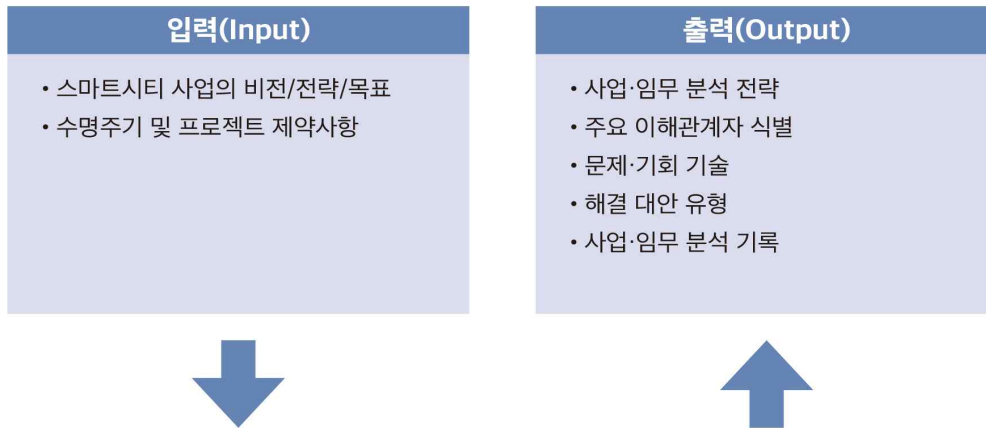 입력(Input)
• 스마트시티 사업의 비전/전략/목표
• 수명주기 및 프로젝트 제약사항
출력(Output)
• 사업·임무 분석 전략
• 주요 이해관계자 식별
• 문제·기회 기술
• 해결 대안 유형
• 사업·임무 분석 기록